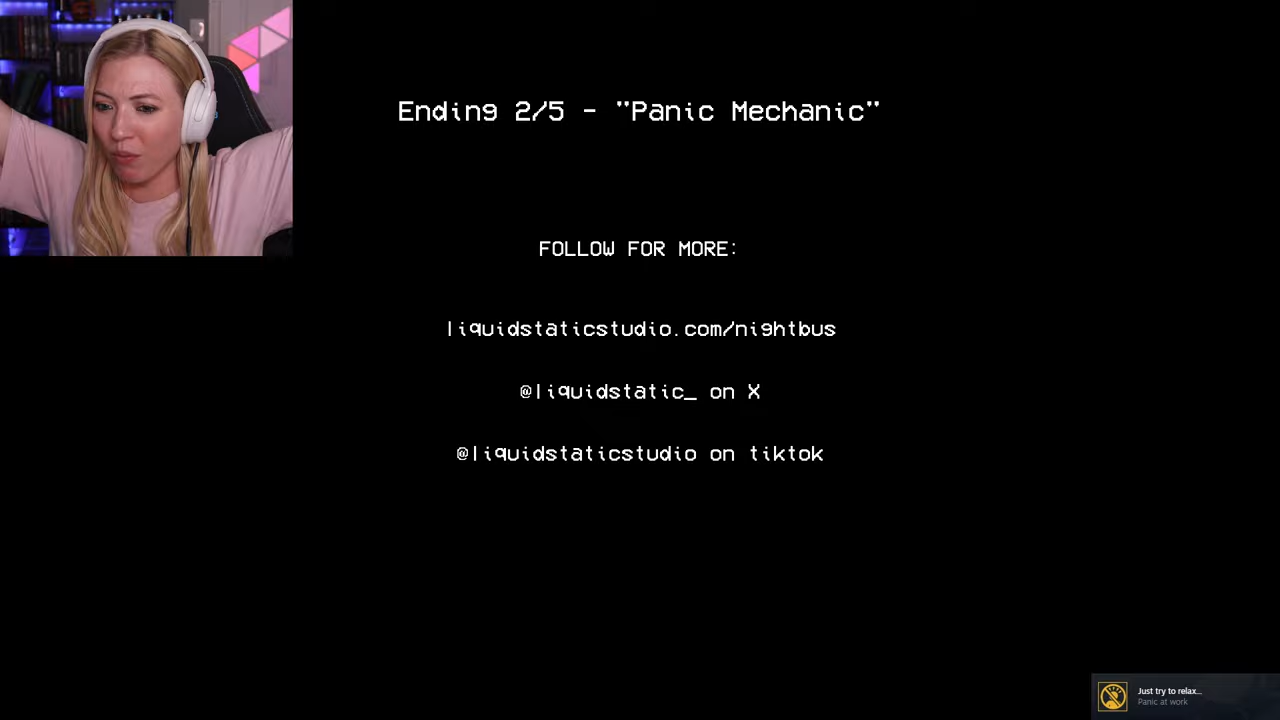 Ending 2/5 - "Panic Mechanic"
FOLLOW FOR MORE:
liquidstaticstudio.com/nightbus
@liquidstatic_ on X
@liquidstaticstudio on tiktok
Just try to relax...
Panic at work